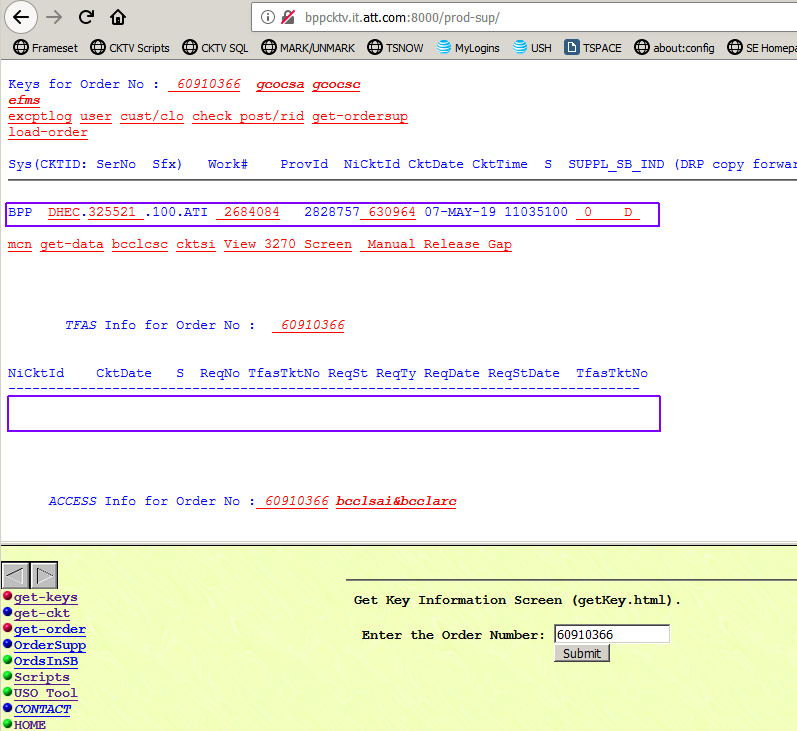 bppcktv.it.att.com:8000/prod-sup/
Frameset CKTV Scripts CKTV SQL MARK/UNMARK TSNOW MyLogins USH TSPACE about:config SE Homepa
Keys for Order No : 60910366 gcocsa gcocsc
efms
excptlog user cust/clo check post/rid get-ordersup
load-order
Sys(CKTID: SerNo Sfx) Work# ProvId NiCktId CktDate CktTime S SUPPL_SB_IND (DRP copy forwar
BPP DHEC.325521 .100.ATI 2684084 2828757 630964 07-MAY-19 11035100 0 D
mcn get-data bcclcsc cktsi View 3270 Screen Manual Release Gap
TFAS Info for Order No : 60910366
NiCktId CktDate S ReqNo TfasTktNo ReqSt ReqTy ReqDate ReqStDate TfasTktNo
-------------------------------------------------------------------------------
ACCESS Info for Order No : 60910366 bcclsai&bcclarc
get-keys
get-ckt
get-order
OrderSupp
OrdsInSB
Scripts
USO Tool
CONTACT
HOME
Get Key Information Screen (getKey.html).
Enter the Order Number: 60910366
Submit